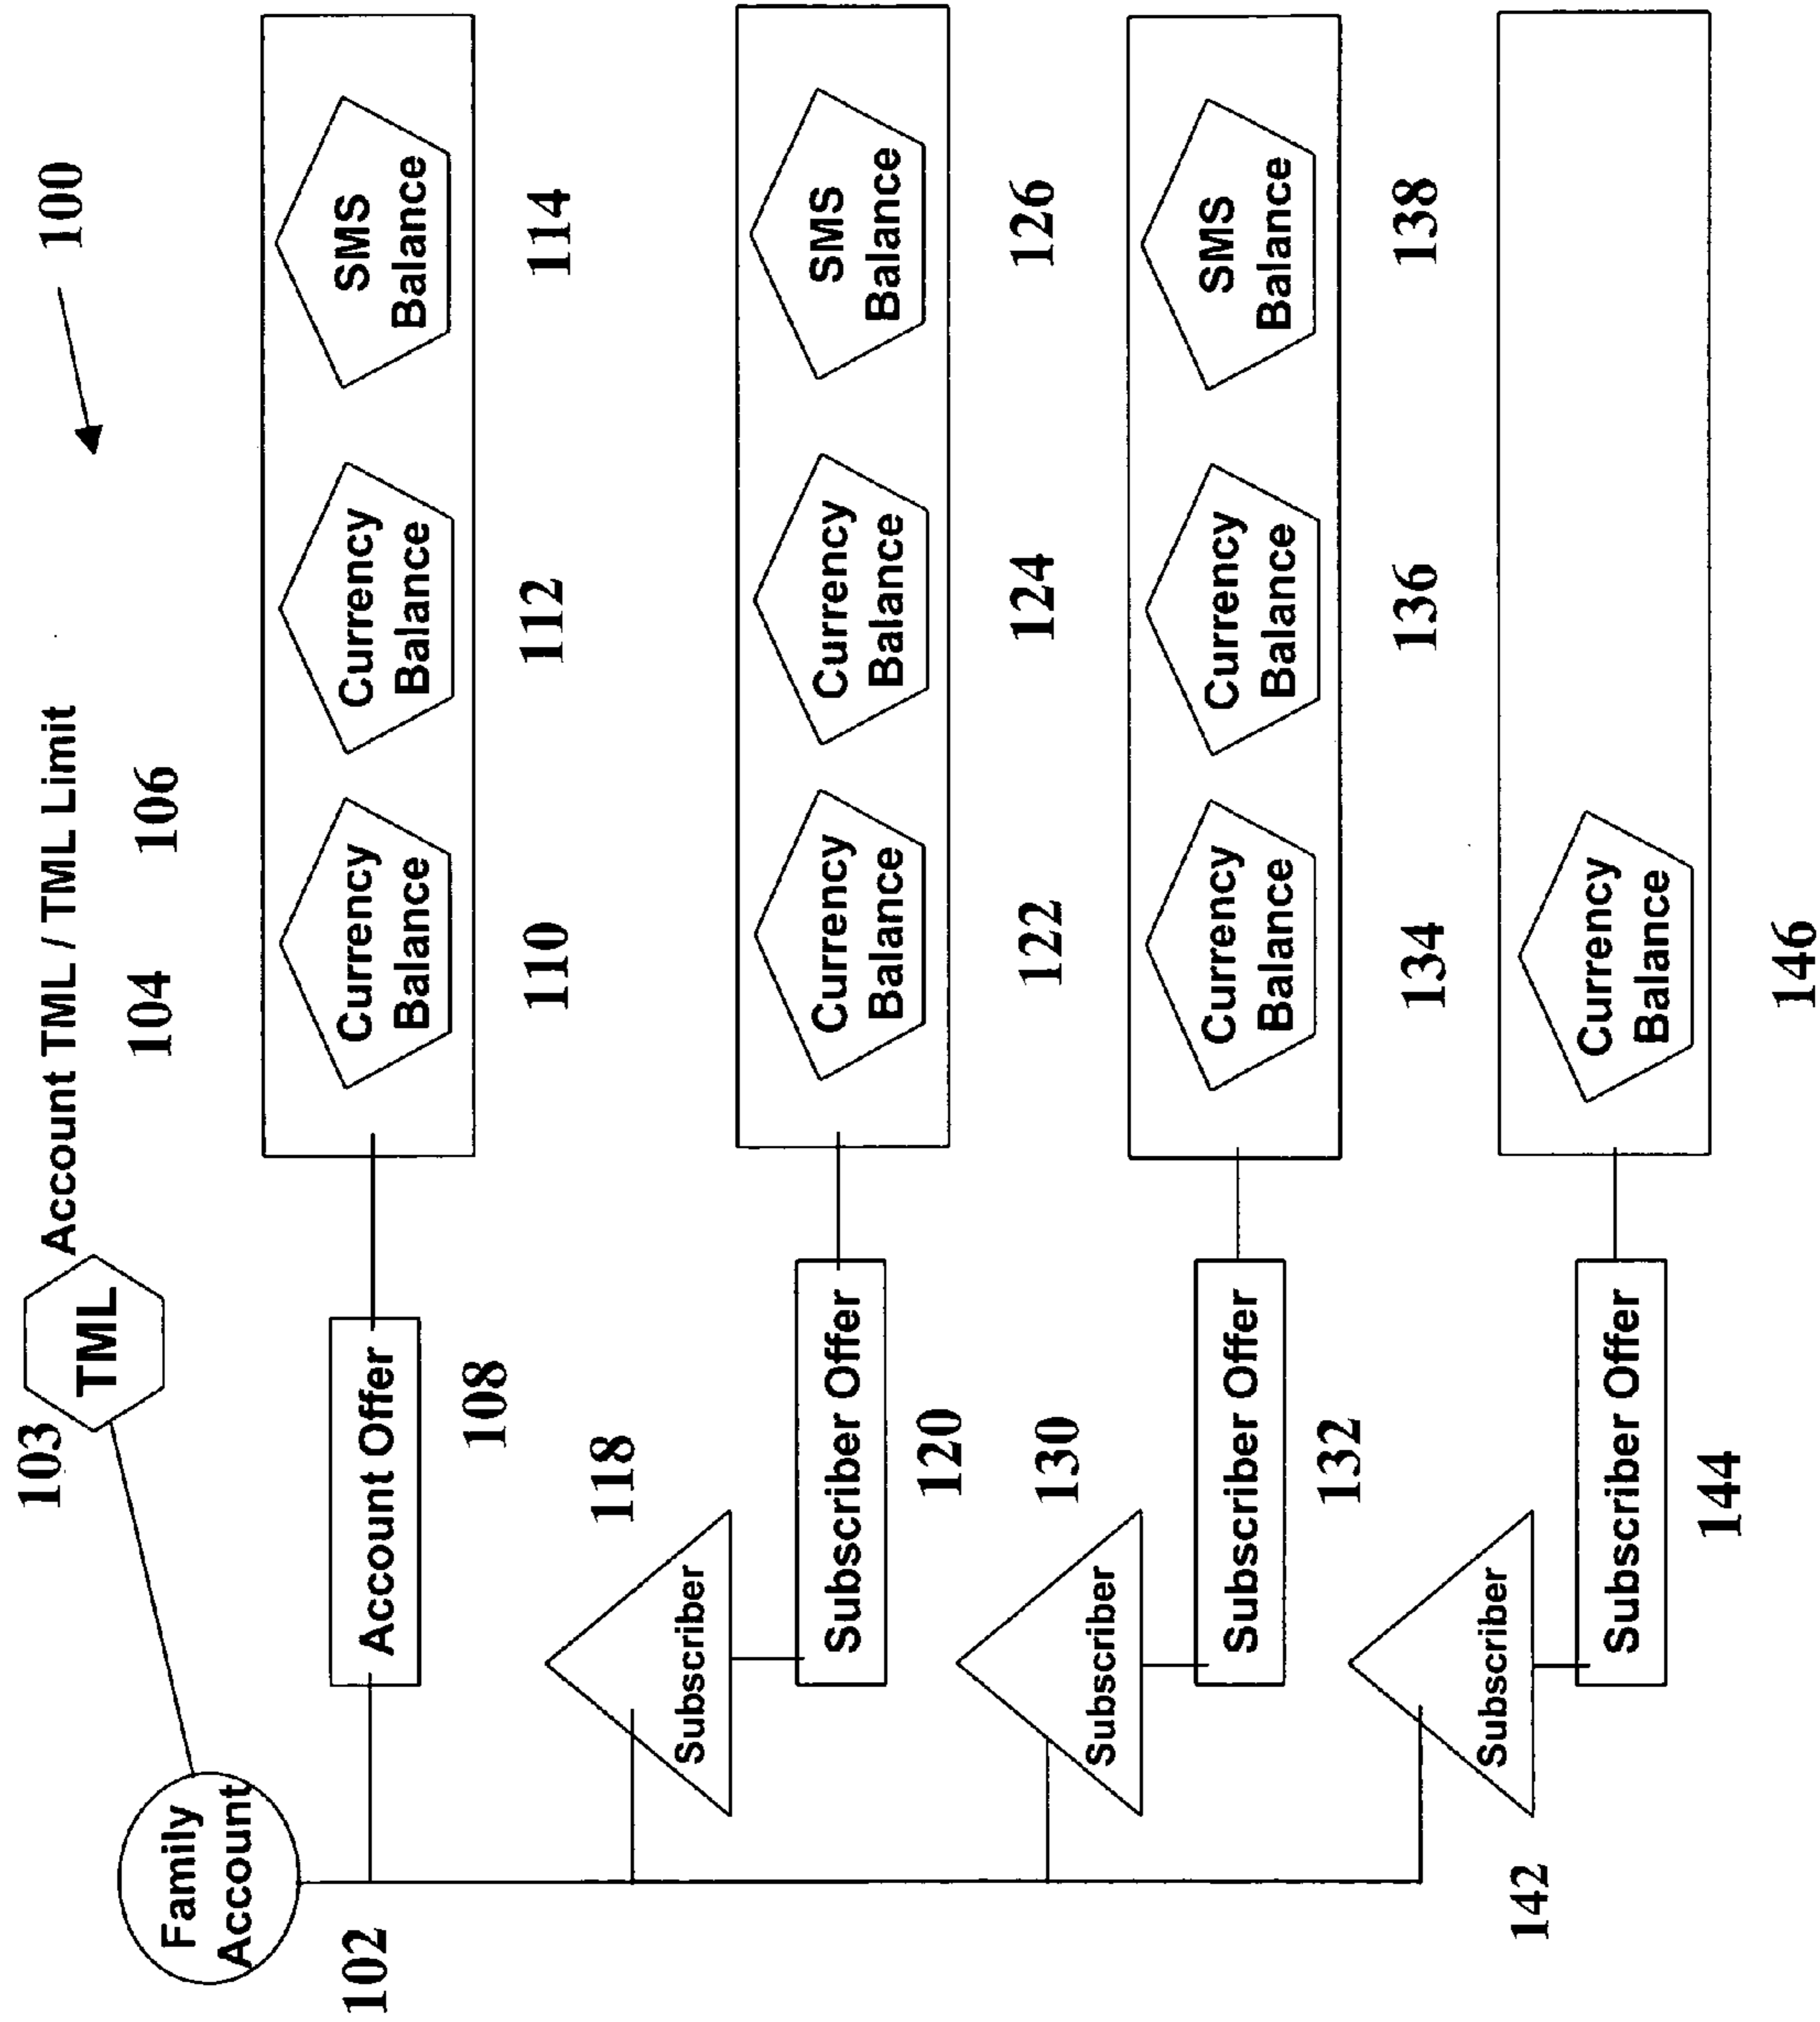 100
103
TML
Account TML / TML Limit
104
106
Family
Account
102
Account Offer
108
Currency
Balance
110
Currency
Balance
112
SMS
Balance
114
118
Subscriber
Subscriber Offer
120
Currency
Balance
122
Currency
Balance
124
SMS
Balance
126
130
Subscriber
Subscriber Offer
132
Currency
Balance
134
Currency
Balance
136
SMS
Balance
138
142
Subscriber
Subscriber Offer
144
Currency
Balance
146